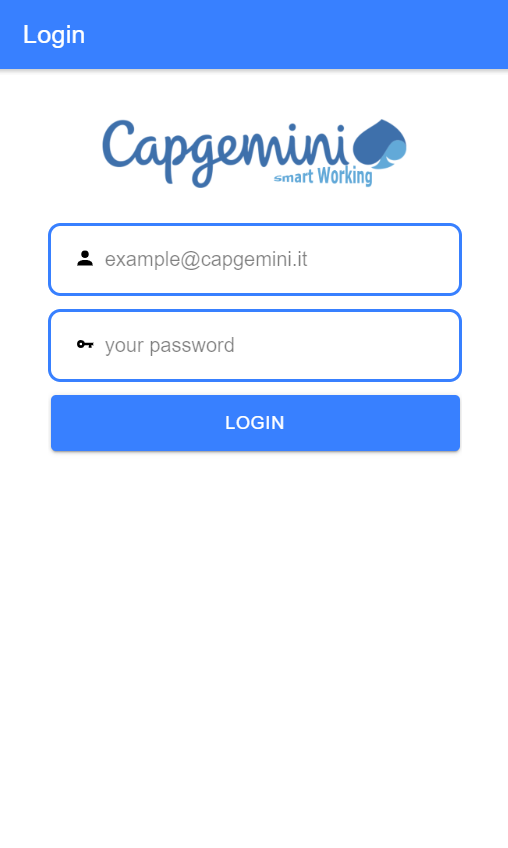 Login
Capgemini
smart Working
example@capgemini.it
your password
LOGIN